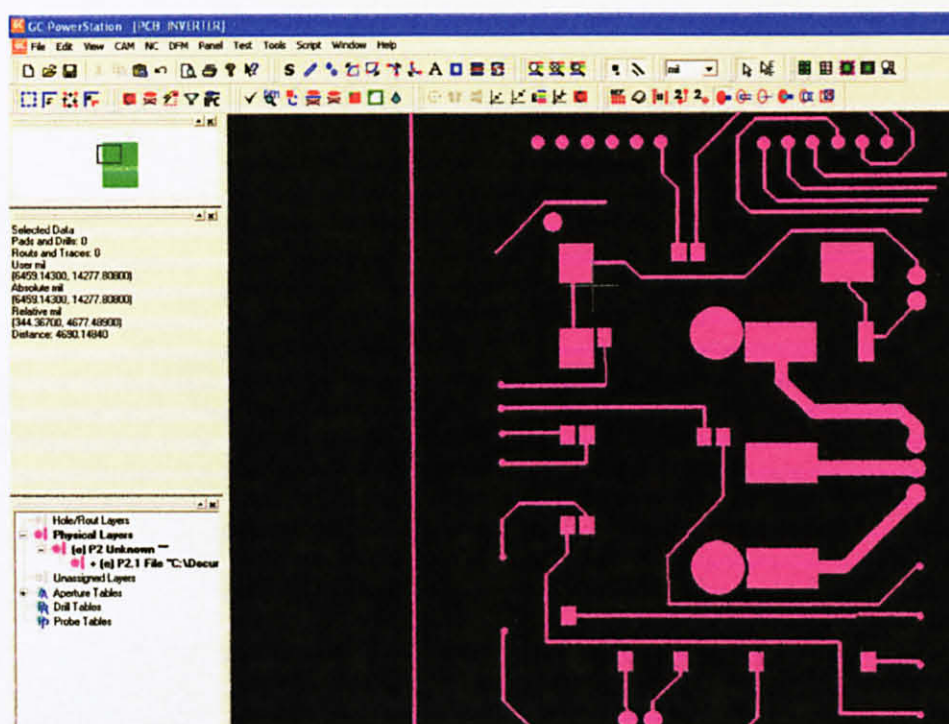 GC-PowerStation [PCB_INVERTER]
File Edit View CAM NC DFM Panel Test Tools Script Window Help
mil
Selected Data
Pads and Drills: 0
Routs and Traces: 0
User mil
(6459.14300, 14277.80800)
Absolute mil
(6459.14300, 14277.80800)
Relative mil
(344.36700, 4677.48900)
Distance: 4690.14840
Hole/Rout Layers
Physical Layers
(o) P2 Unknown ""
+ (e) P2.1 File "C:\Docur
Unassigned Layers
Aperture Tables
Drill Tables
Probe Tables